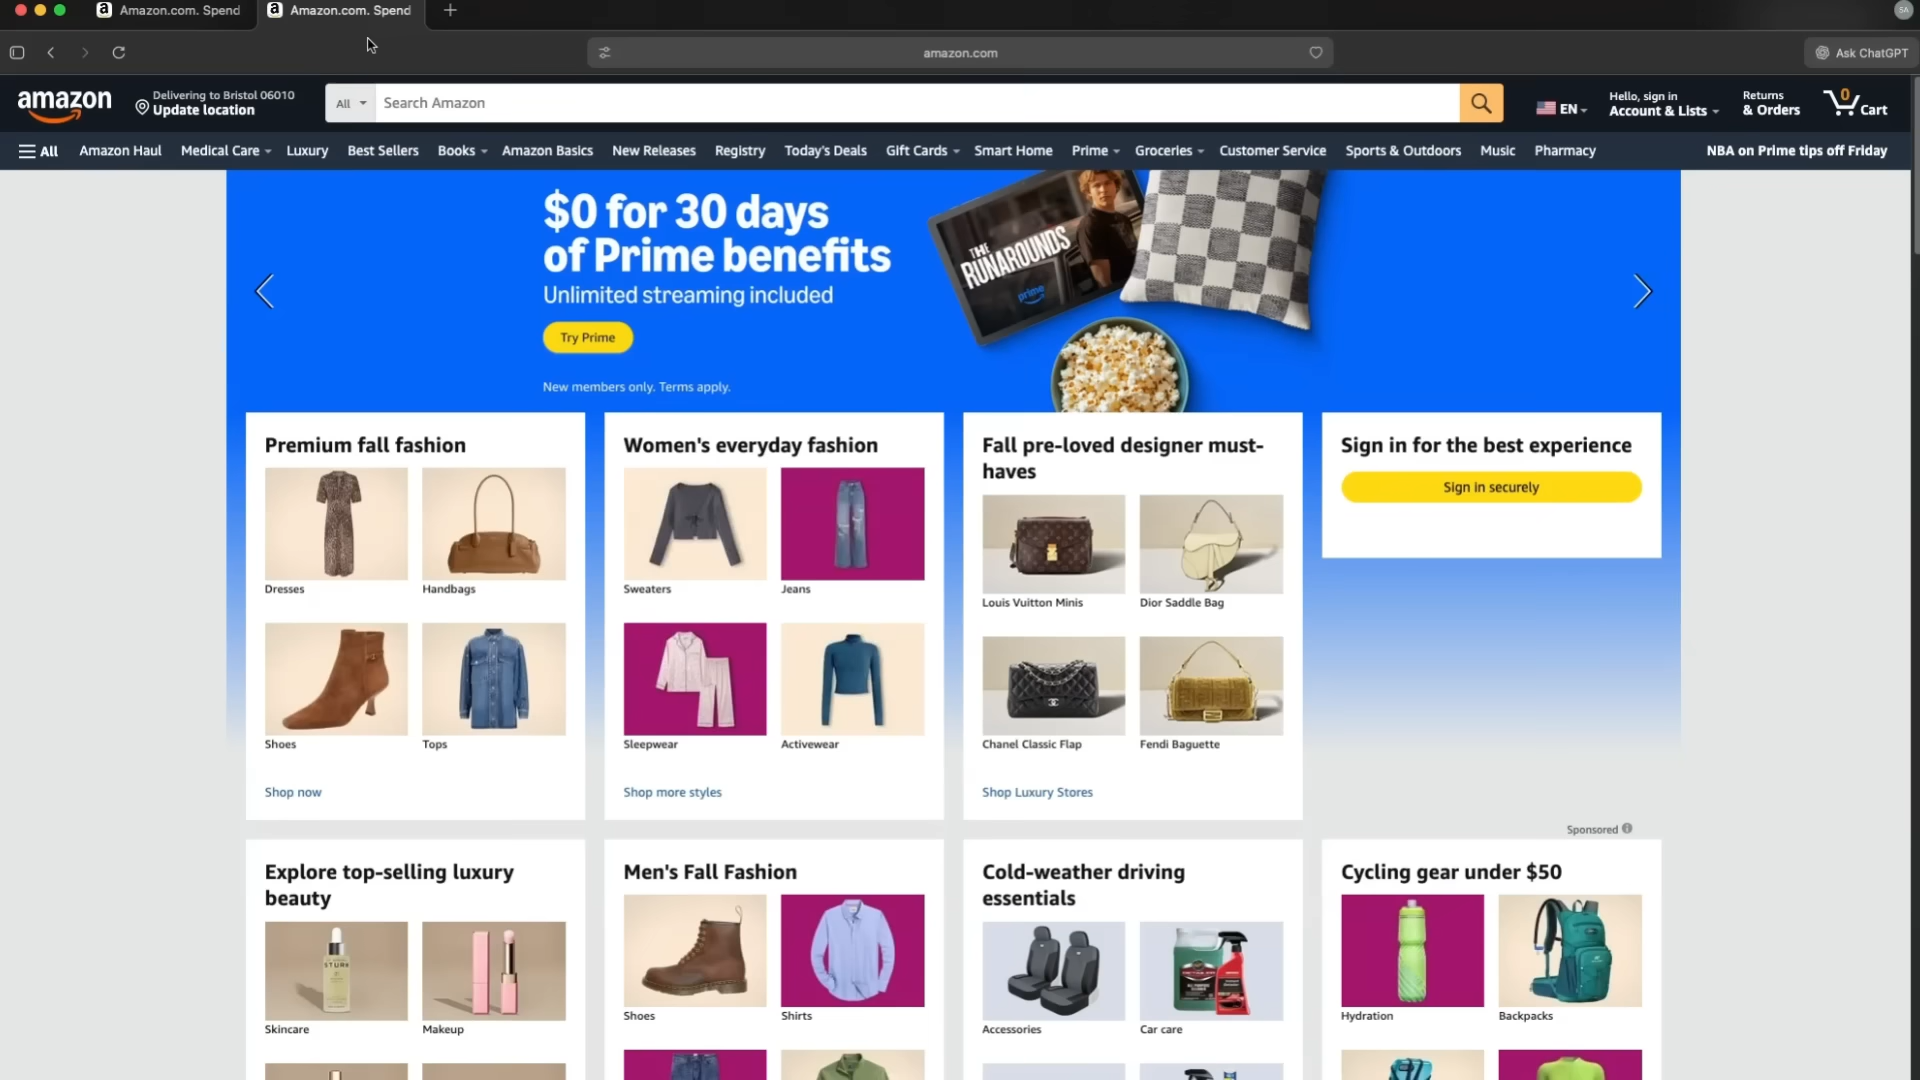 Amazon.com. Spend
Amazon.com. Spend
SA
amazon.com
Ask ChatGPT
amazon
Delivering to Bristol 06010
Update location
All
Search Amazon
EN
Hello, sign in
Account & Lists
Returns
& Orders
0
Cart
All
Amazon Haul
Medical Care
Luxury
Best Sellers
Books
Amazon Basics
New Releases
Registry
Today's Deals
Gift Cards
Smart Home
Prime
Groceries
Customer Service
Sports & Outdoors
Music
Pharmacy
NBA on Prime tips off Friday
$0 for 30 days
of Prime benefits
Unlimited streaming included
Try Prime
New members only. Terms apply.
THE
RUNAROUNDS
prime
Premium fall fashion
Dresses
Handbags
Shoes
Tops
Shop now
Women's everyday fashion
Sweaters
Jeans
Sleepwear
Activewear
Shop more styles
Fall pre-loved designer must-
haves
Louis Vuitton Minis
Dior Saddle Bag
Chanel Classic Flap
Fendi Baguette
Shop Luxury Stores
Sign in for the best experience
Sign in securely
Sponsored
Explore top-selling luxury
beauty
STURM
Skincare
Makeup
Men's Fall Fashion
Shoes
Shirts
Cold-weather driving
essentials
Accessories
Car care
Cycling gear under $50
Hydration
Backpacks